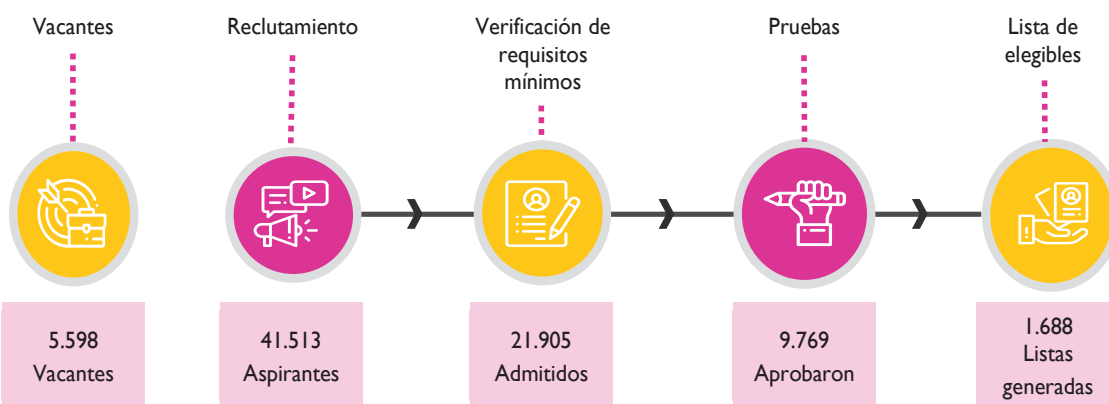 Vacantes
Reclutamiento
Verificación de
requisitos
mínimos
Pruebas
Lista de
elegibles
5.598
Vacantes
41.513
Aspirantes
21.905
Admitidos
9.769
Aprobaron
1.688
Listas
generadas